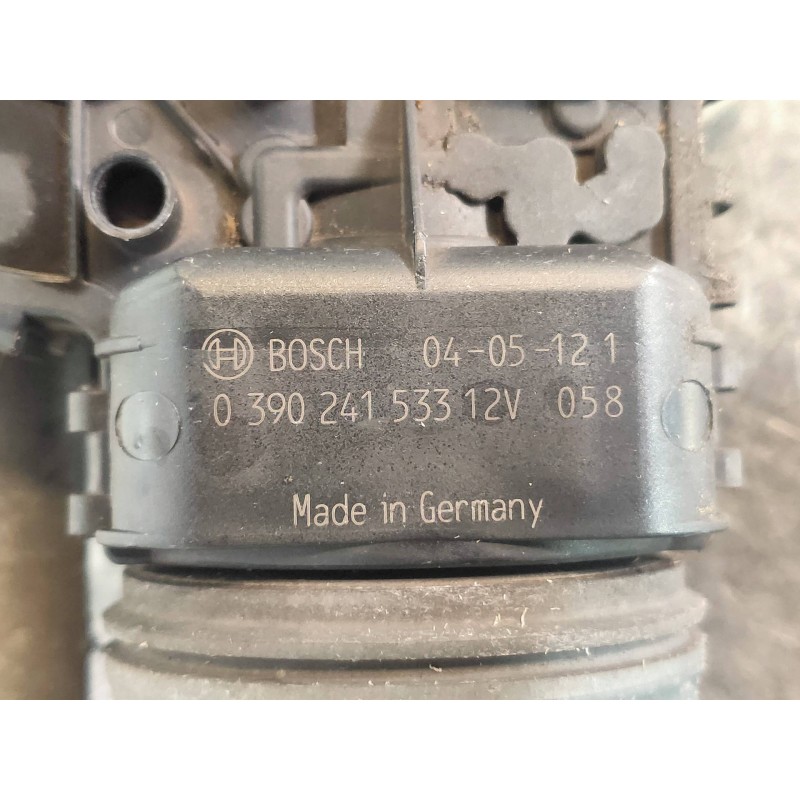 BOSCH 04-05-12 1
0 390 241 533 12V 058
Made in Germany